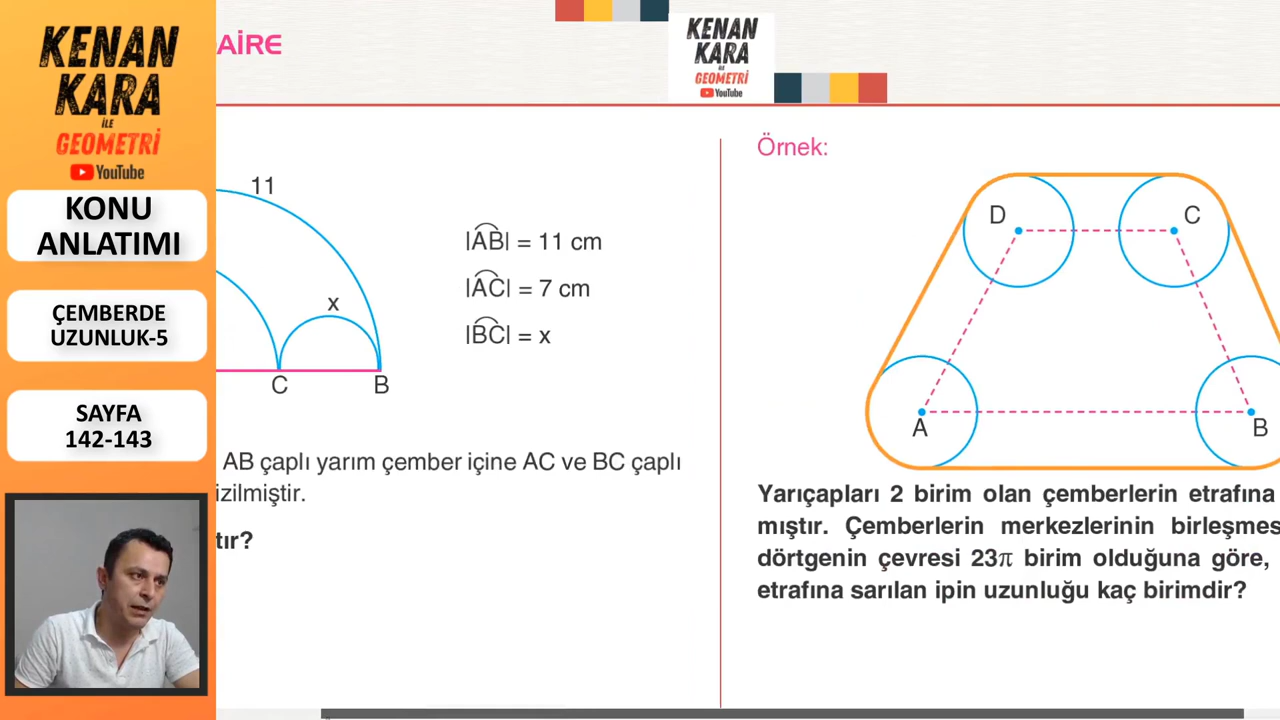 KENAN
KARA
İLE
GEOMETRİ
YouTube
KONU
ANLATIMI
ÇEMBERDE
UZUNLUK-5
SAYFA
142-143
AİRE
KENAN
KARA
İLE
GEOMETRİ
YouTube
11
x
C
B
|AB| = 11 cm
|AC| = 7 cm
|BC| = x
AB çaplı yarım çember içine AC ve BC çaplı
izilmiştir.
tır?
Örnek:
D
C
A
B
Yarıçapları 2 birim olan çemberlerin etrafına
mıştır. Çemberlerin merkezlerinin birleşmes
dörtgenin çevresi 23π birim olduğuna göre,
etrafına sarılan ipin uzunluğu kaç birimdir?